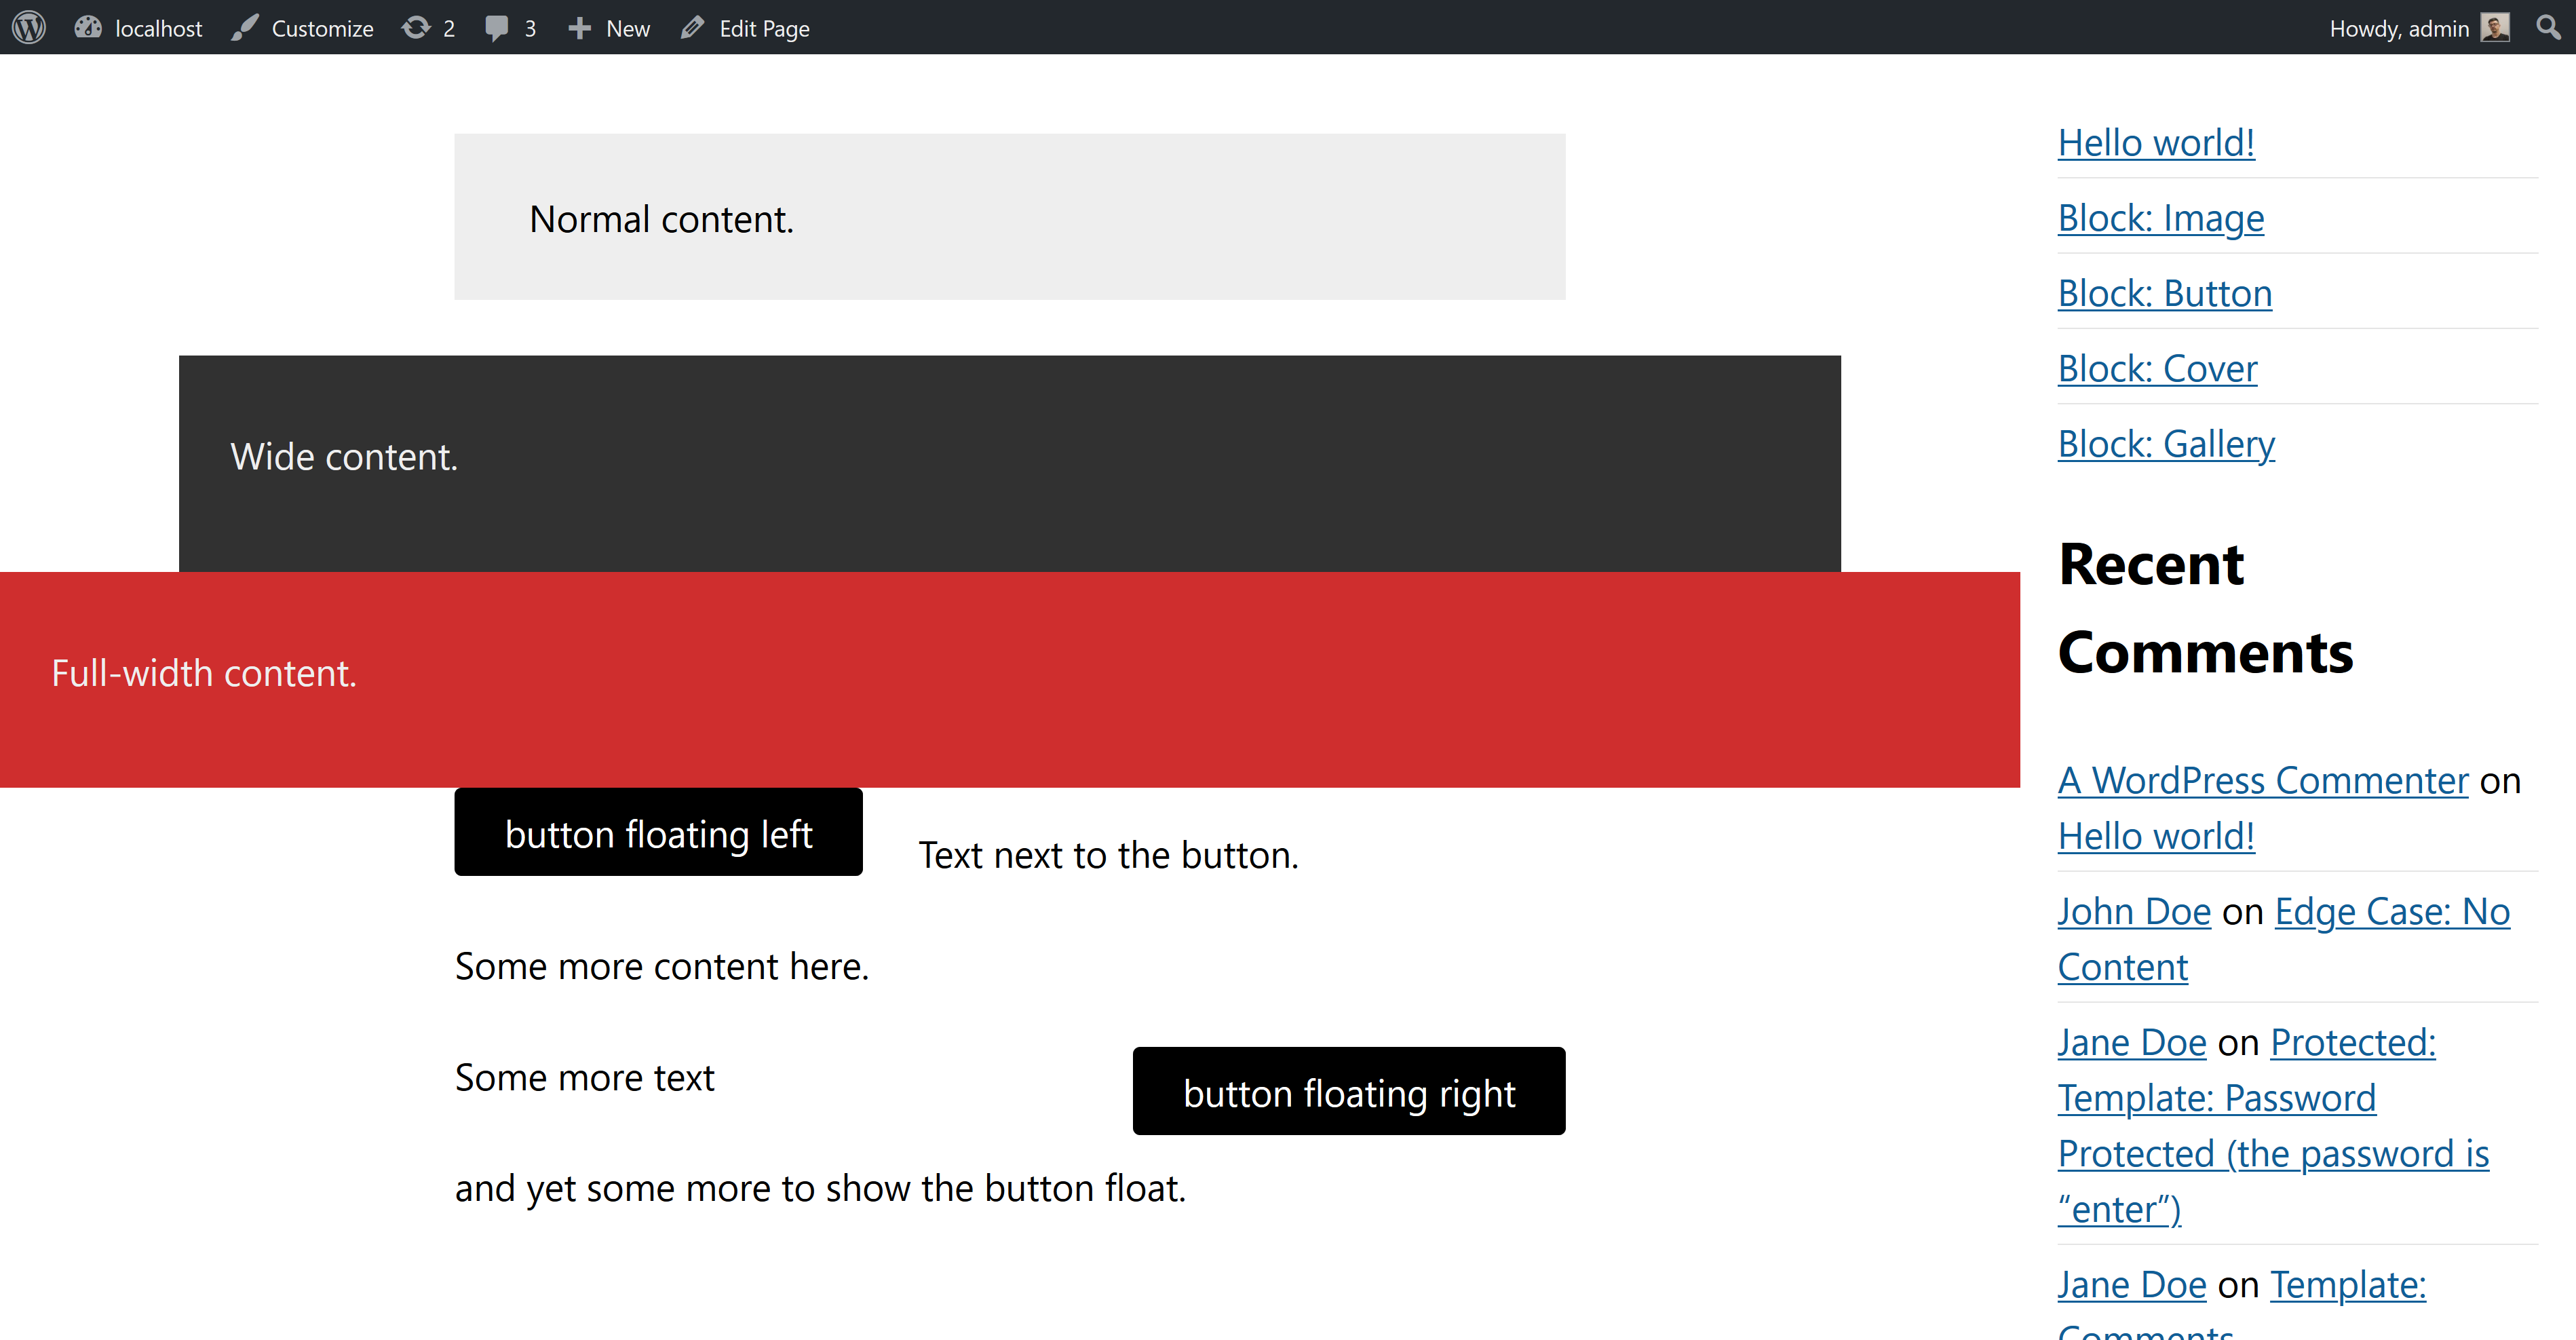 localhost Customize 2 3 New Edit Page Howdy, admin
Normal content.
Wide content.
Full-width content.
button floating left
Text next to the button.
Some more content here.
Some more text
button floating right
and yet some more to show the button float.
Hello world!
Block: Image
Block: Button
Block: Cover
Block: Gallery
Recent
Comments
A WordPress Commenter on
Hello world!
John Doe on Edge Case: No
Content
Jane Doe on Protected:
Template: Password
Protected (the password is
“enter”)
Jane Doe on Template:
Comments